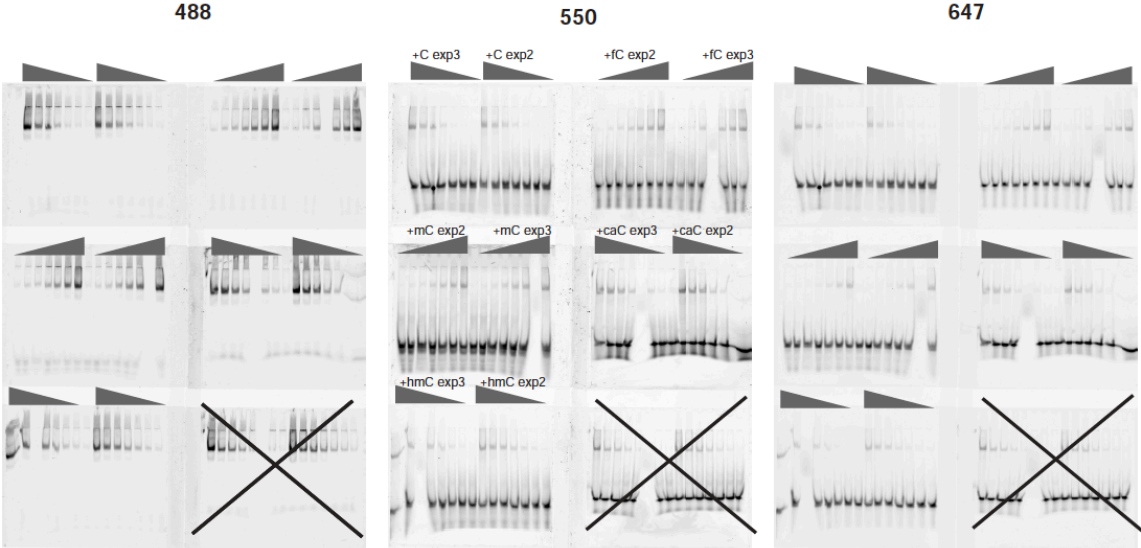 488 550 647
+C exp3 +C exp2 +fC exp2 +fC exp3
+mC exp2 +mC exp3 +caC exp3 +caC exp2
+hmC exp3 +hmC exp2